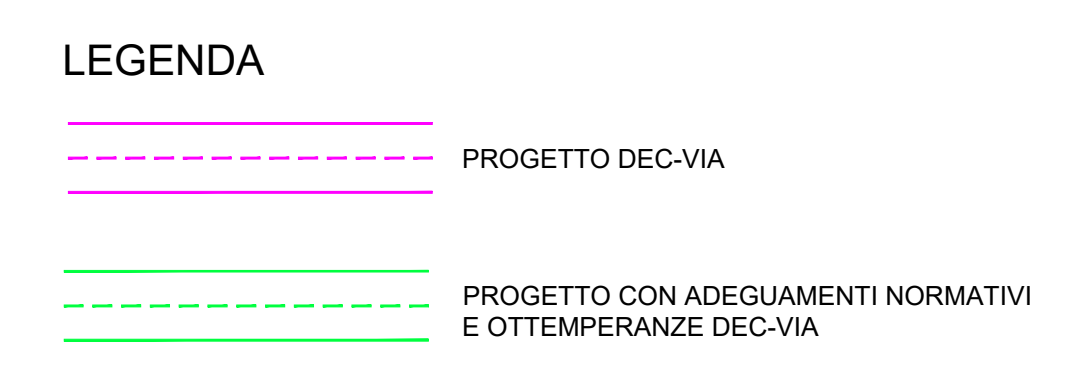 LEGENDA
PROGETTO DEC-VIA
PROGETTO CON ADEGUAMENTI NORMATIVI
E OTTEMPERANZE DEC-VIA